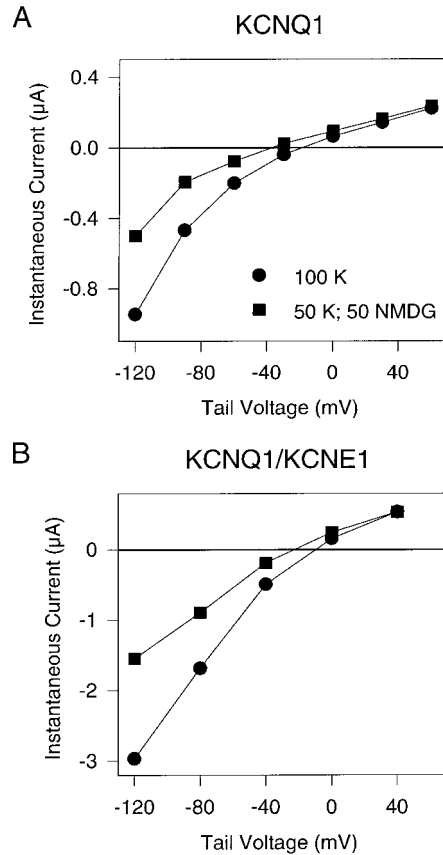 A
KCNQ1
Instantaneous Current (µA)
0.4
0.0
-0.4
-0.8
100 K
50 K; 50 NMDG
-120 -80 -40 0 40
Tail Voltage (mV)
B
KCNQ1/KCNE1
Instantaneous Current (µA)
0
-1
-2
-3
-120 -80 -40 0 40
Tail Voltage (mV)